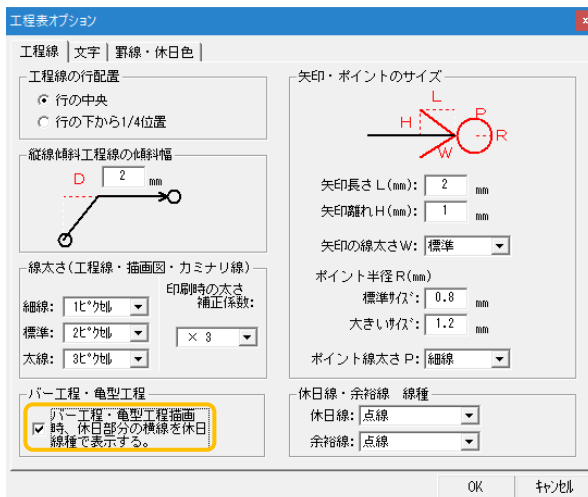 工程表オプション
工程線
文字
罫線・休日色
工程線の行配置
行の中央
行の下から1/4位置
縦線傾斜工程線の傾斜幅
D
2
mm
線太さ(工程線・描画図・カミナリ線)
細線:
1ピクセル
標準:
2ピクセル
太線:
3ピクセル
印刷時の太さ
補正係数:
× 3
バー工程・亀型工程
バー工程・亀型工程描画
時、休日部分の横線を休日
線種で表示する。
矢印・ポイントのサイズ
L
H
P
R
W
矢印長さL(mm):
2
mm
矢印離れH(mm):
1
mm
矢印の線太さW:
標準
ポイント半径R(mm)
標準サイズ:
0.8
mm
大きいサイズ:
1.2
mm
ポイント線太さP:
細線
休日線・余裕線 線種
休日線:
点線
余裕線:
点線
OK
キャンセル